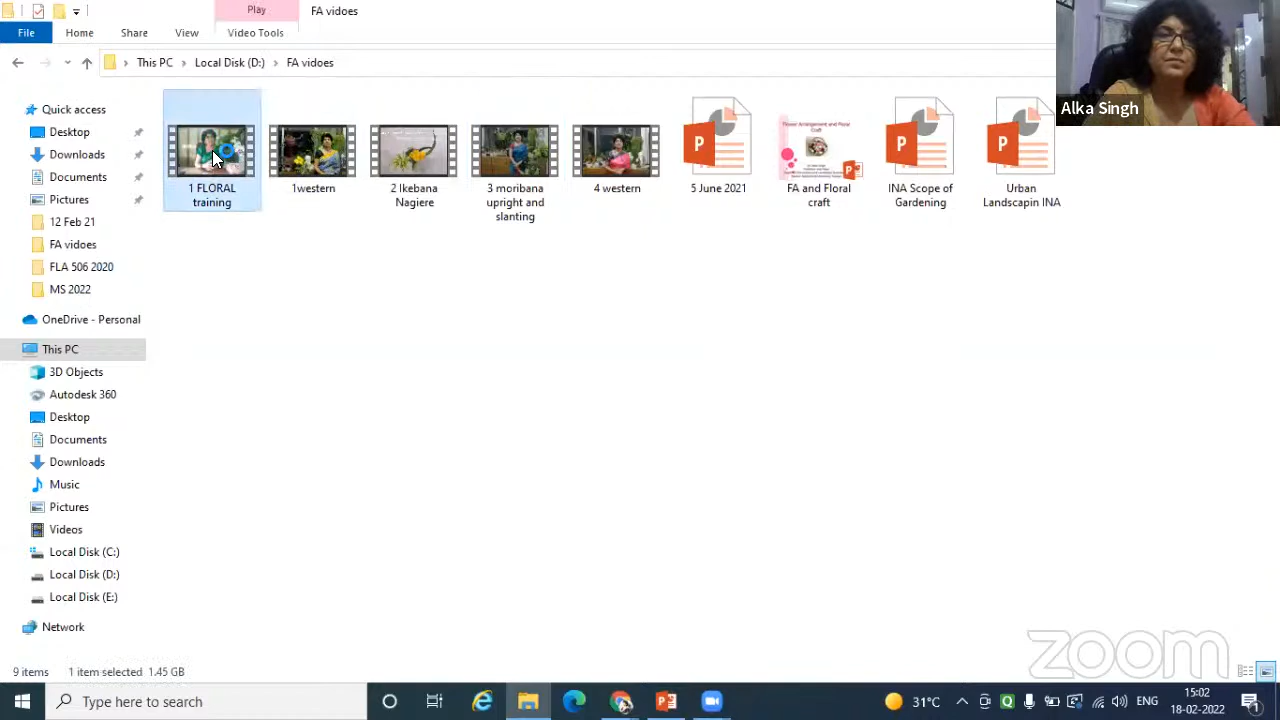 Play
FA vidoes
File
Home
Share
View
Video Tools
This PC
Local Disk (D:)
FA vidoes
Alka Singh
Quick access
Desktop
Downloads
Documents
Pictures
12 Feb 21
FA vidoes
FLA 506 2020
MS 2022
OneDrive - Personal
This PC
3D Objects
Autodesk 360
Desktop
Documents
Downloads
Music
Pictures
Videos
Local Disk (C:)
Local Disk (D:)
Local Disk (E:)
Network
1 FLORAL
training
1western
2 Ikebana
Nagiere
3 moribana
upright and
slanting
4 western
5 June 2021
Flower Arrangement and Floral
Craft
FA and Floral
craft
INA Scope of
Gardening
Urban
Landscapin INA
zoom
9 items
1 item selected 1.45 GB
Type here to search
31°C
ENG
15:02
18-02-2022